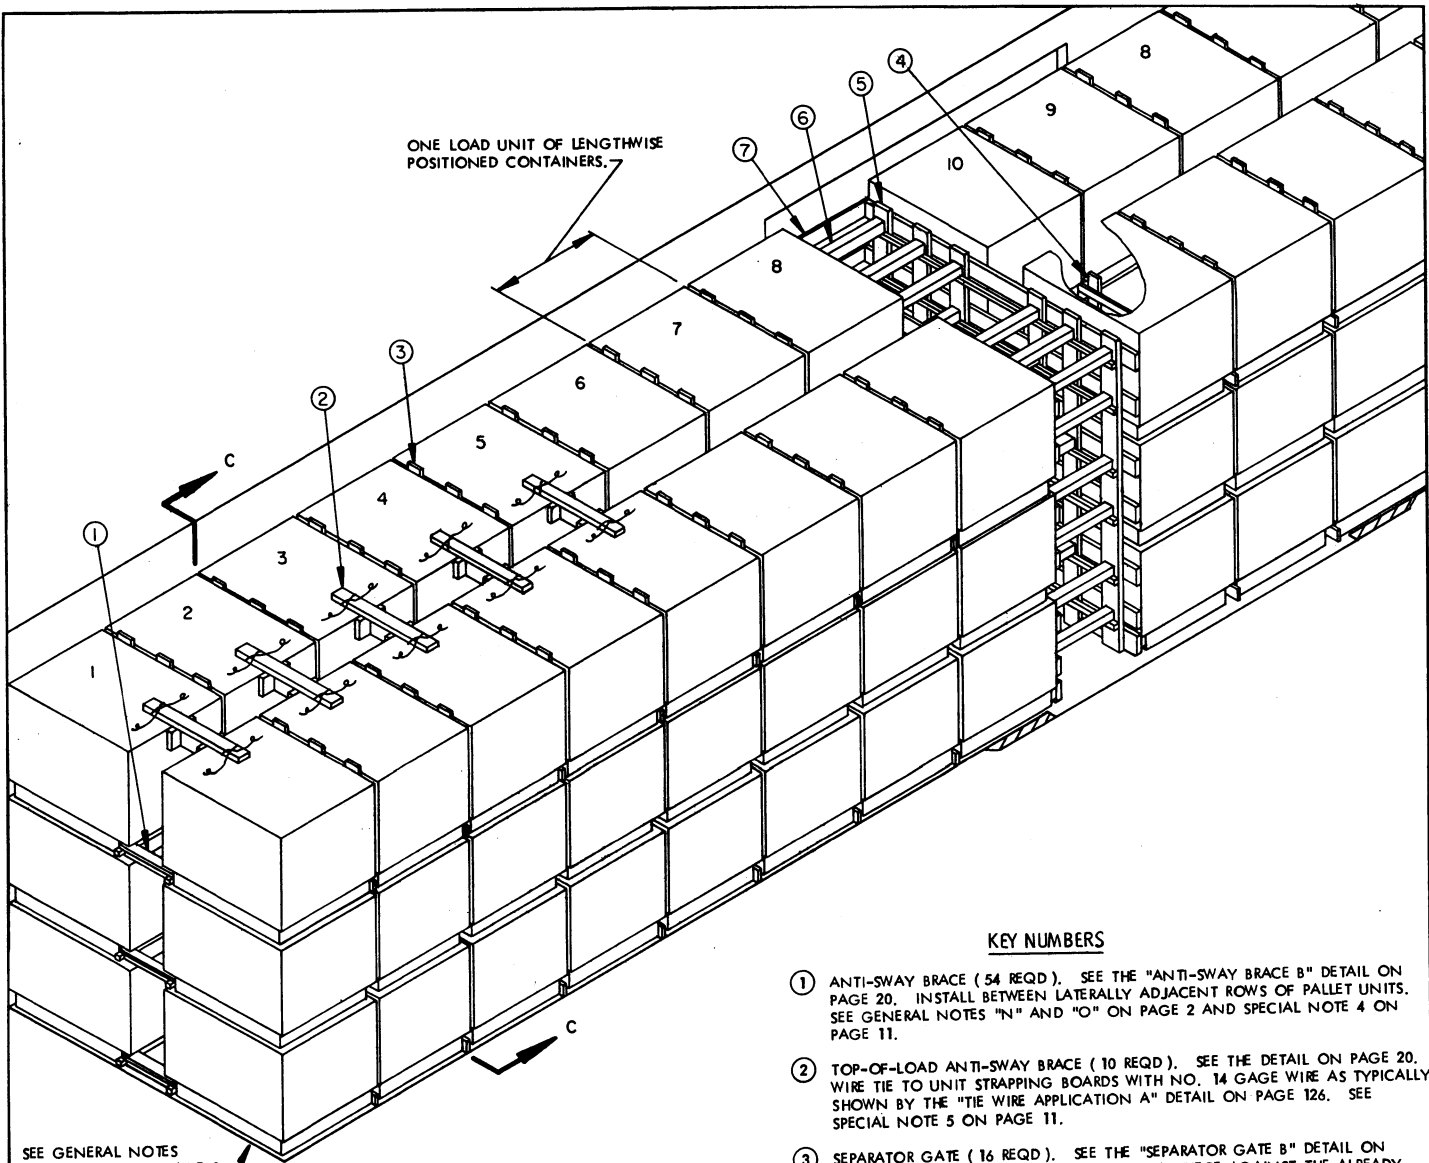 ONE LOAD UNIT OF LENGTHWISE
POSITIONED CONTAINERS.
④
⑤
⑥
⑦
③
②
①
8
9
10
8
7
6
5
4
3
2
1
C
C
SEE GENERAL NOTES
KEY NUMBERS
① ANTI-SWAY BRACE ( 54 REQD ). SEE THE "ANTI-SWAY BRACE B" DETAIL ON
PAGE 20. INSTALL BETWEEN LATERALLY ADJACENT ROWS OF PALLET UNITS.
SEE GENERAL NOTES "N" AND "O" ON PAGE 2 AND SPECIAL NOTE 4 ON
PAGE 11.
② TOP-OF-LOAD ANTI-SWAY BRACE ( 10 REQD ). SEE THE DETAIL ON PAGE 20.
WIRE TIE TO UNIT STRAPPING BOARDS WITH NO. 14 GAGE WIRE AS TYPICALLY
SHOWN BY THE "TIE WIRE APPLICATION A" DETAIL ON PAGE 126. SEE
SPECIAL NOTE 5 ON PAGE 11.
③ SEPARATOR GATE ( 16 REQD ). SEE THE "SEPARATOR GATE B" DETAIL ON